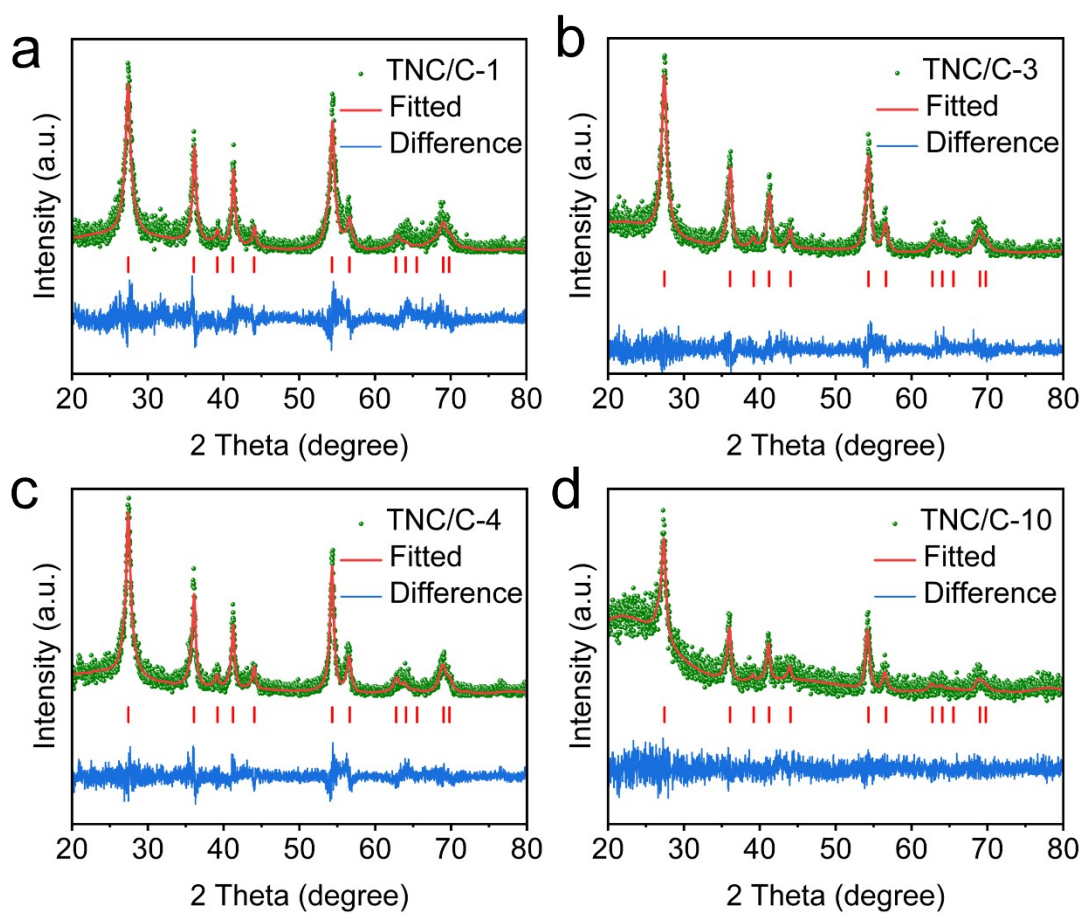 a
TNC/C-1
Fitted
Difference
Intensity (a.u.)
20 30 40 50 60 70 80
2 Theta (degree)
b
TNC/C-3
Fitted
Difference
Intensity (a.u.)
20 30 40 50 60 70 80
2 Theta (degree)
c
TNC/C-4
Fitted
Difference
Intensity (a.u.)
20 30 40 50 60 70 80
2 Theta (degree)
d
TNC/C-10
Fitted
Difference
Intensity (a.u.)
20 30 40 50 60 70 80
2 Theta (degree)